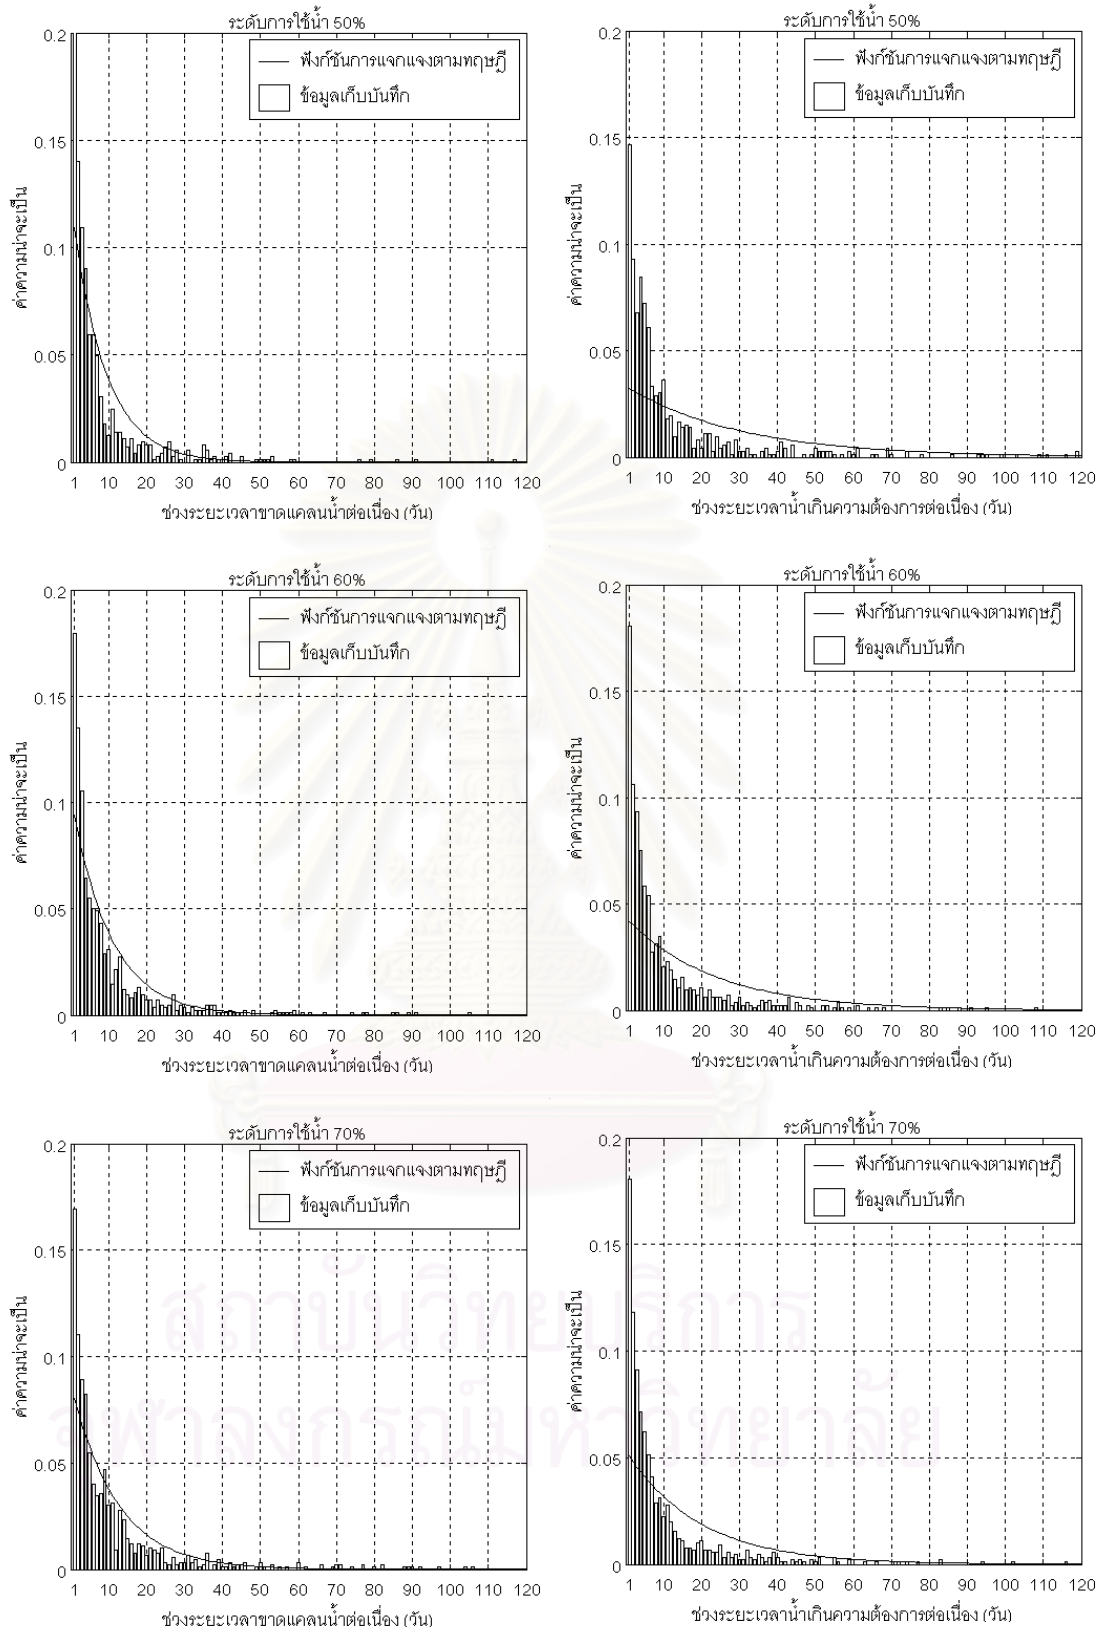 ระดับการใช้น้ำ 50%
0.2
0.15
0.1
0.05
0
ค่าความน่าจะเป็น
ฟังก์ชันการแจกแจงตามทฤษฎี
ข้อมูลเก็บบันทึก
1 10 20 30 40 50 60 70 80 90 100 110 120
ช่วงระยะเวลาขาดแคลนน้ำต่อเนื่อง (วัน)
ระดับการใช้น้ำ 50%
0.2
0.15
0.1
0.05
0
ค่าความน่าจะเป็น
ฟังก์ชันการแจกแจงตามทฤษฎี
ข้อมูลเก็บบันทึก
1 10 20 30 40 50 60 70 80 90 100 110 120
ช่วงระยะเวลาน้ำเกินความต้องการต่อเนื่อง (วัน)
ระดับการใช้น้ำ 60%
0.2
0.15
0.1
0.05
0
ค่าความน่าจะเป็น
ฟังก์ชันการแจกแจงตามทฤษฎี
ข้อมูลเก็บบันทึก
1 10 20 30 40 50 60 70 80 90 100 110 120
ช่วงระยะเวลาขาดแคลนน้ำต่อเนื่อง (วัน)
ระดับการใช้น้ำ 60%
0.2
0.15
0.1
0.05
0
ค่าความน่าจะเป็น
ฟังก์ชันการแจกแจงตามทฤษฎี
ข้อมูลเก็บบันทึก
1 10 20 30 40 50 60 70 80 90 100 110 120
ช่วงระยะเวลาน้ำเกินความต้องการต่อเนื่อง (วัน)
ระดับการใช้น้ำ 70%
0.2
0.15
0.1
0.05
0
ค่าความน่าจะเป็น
ฟังก์ชันการแจกแจงตามทฤษฎี
ข้อมูลเก็บบันทึก
1 10 20 30 40 50 60 70 80 90 100 110 120
ช่วงระยะเวลาขาดแคลนน้ำต่อเนื่อง (วัน)
ระดับการใช้น้ำ 70%
0.2
0.15
0.1
0.05
0
ค่าความน่าจะเป็น
ฟังก์ชันการแจกแจงตามทฤษฎี
ข้อมูลเก็บบันทึก
1 10 20 30 40 50 60 70 80 90 100 110 120
ช่วงระยะเวลาน้ำเกินความต้องการต่อเนื่อง (วัน)
สถาบันวิทยบริการ
จุฬาลงกรณ์มหาวิทยาลัย